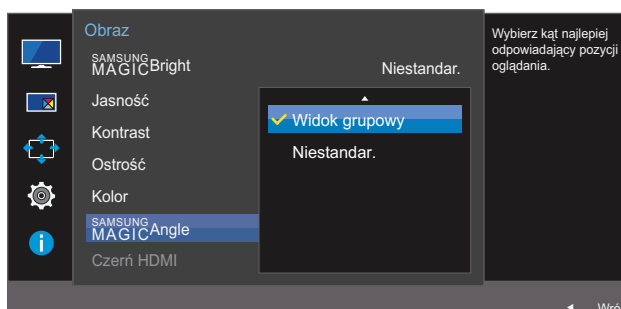 Obraz
SAMSUNG
MAGICBright
Niestandar.
Jasność
Kontrast
Ostrość
Kolor
SAMSUNG
MAGICAngle
Czerń HDMI
Widok grupowy
Niestandar.
Wybierz kąt najlepiej
odpowiadający pozycji
oglądania.